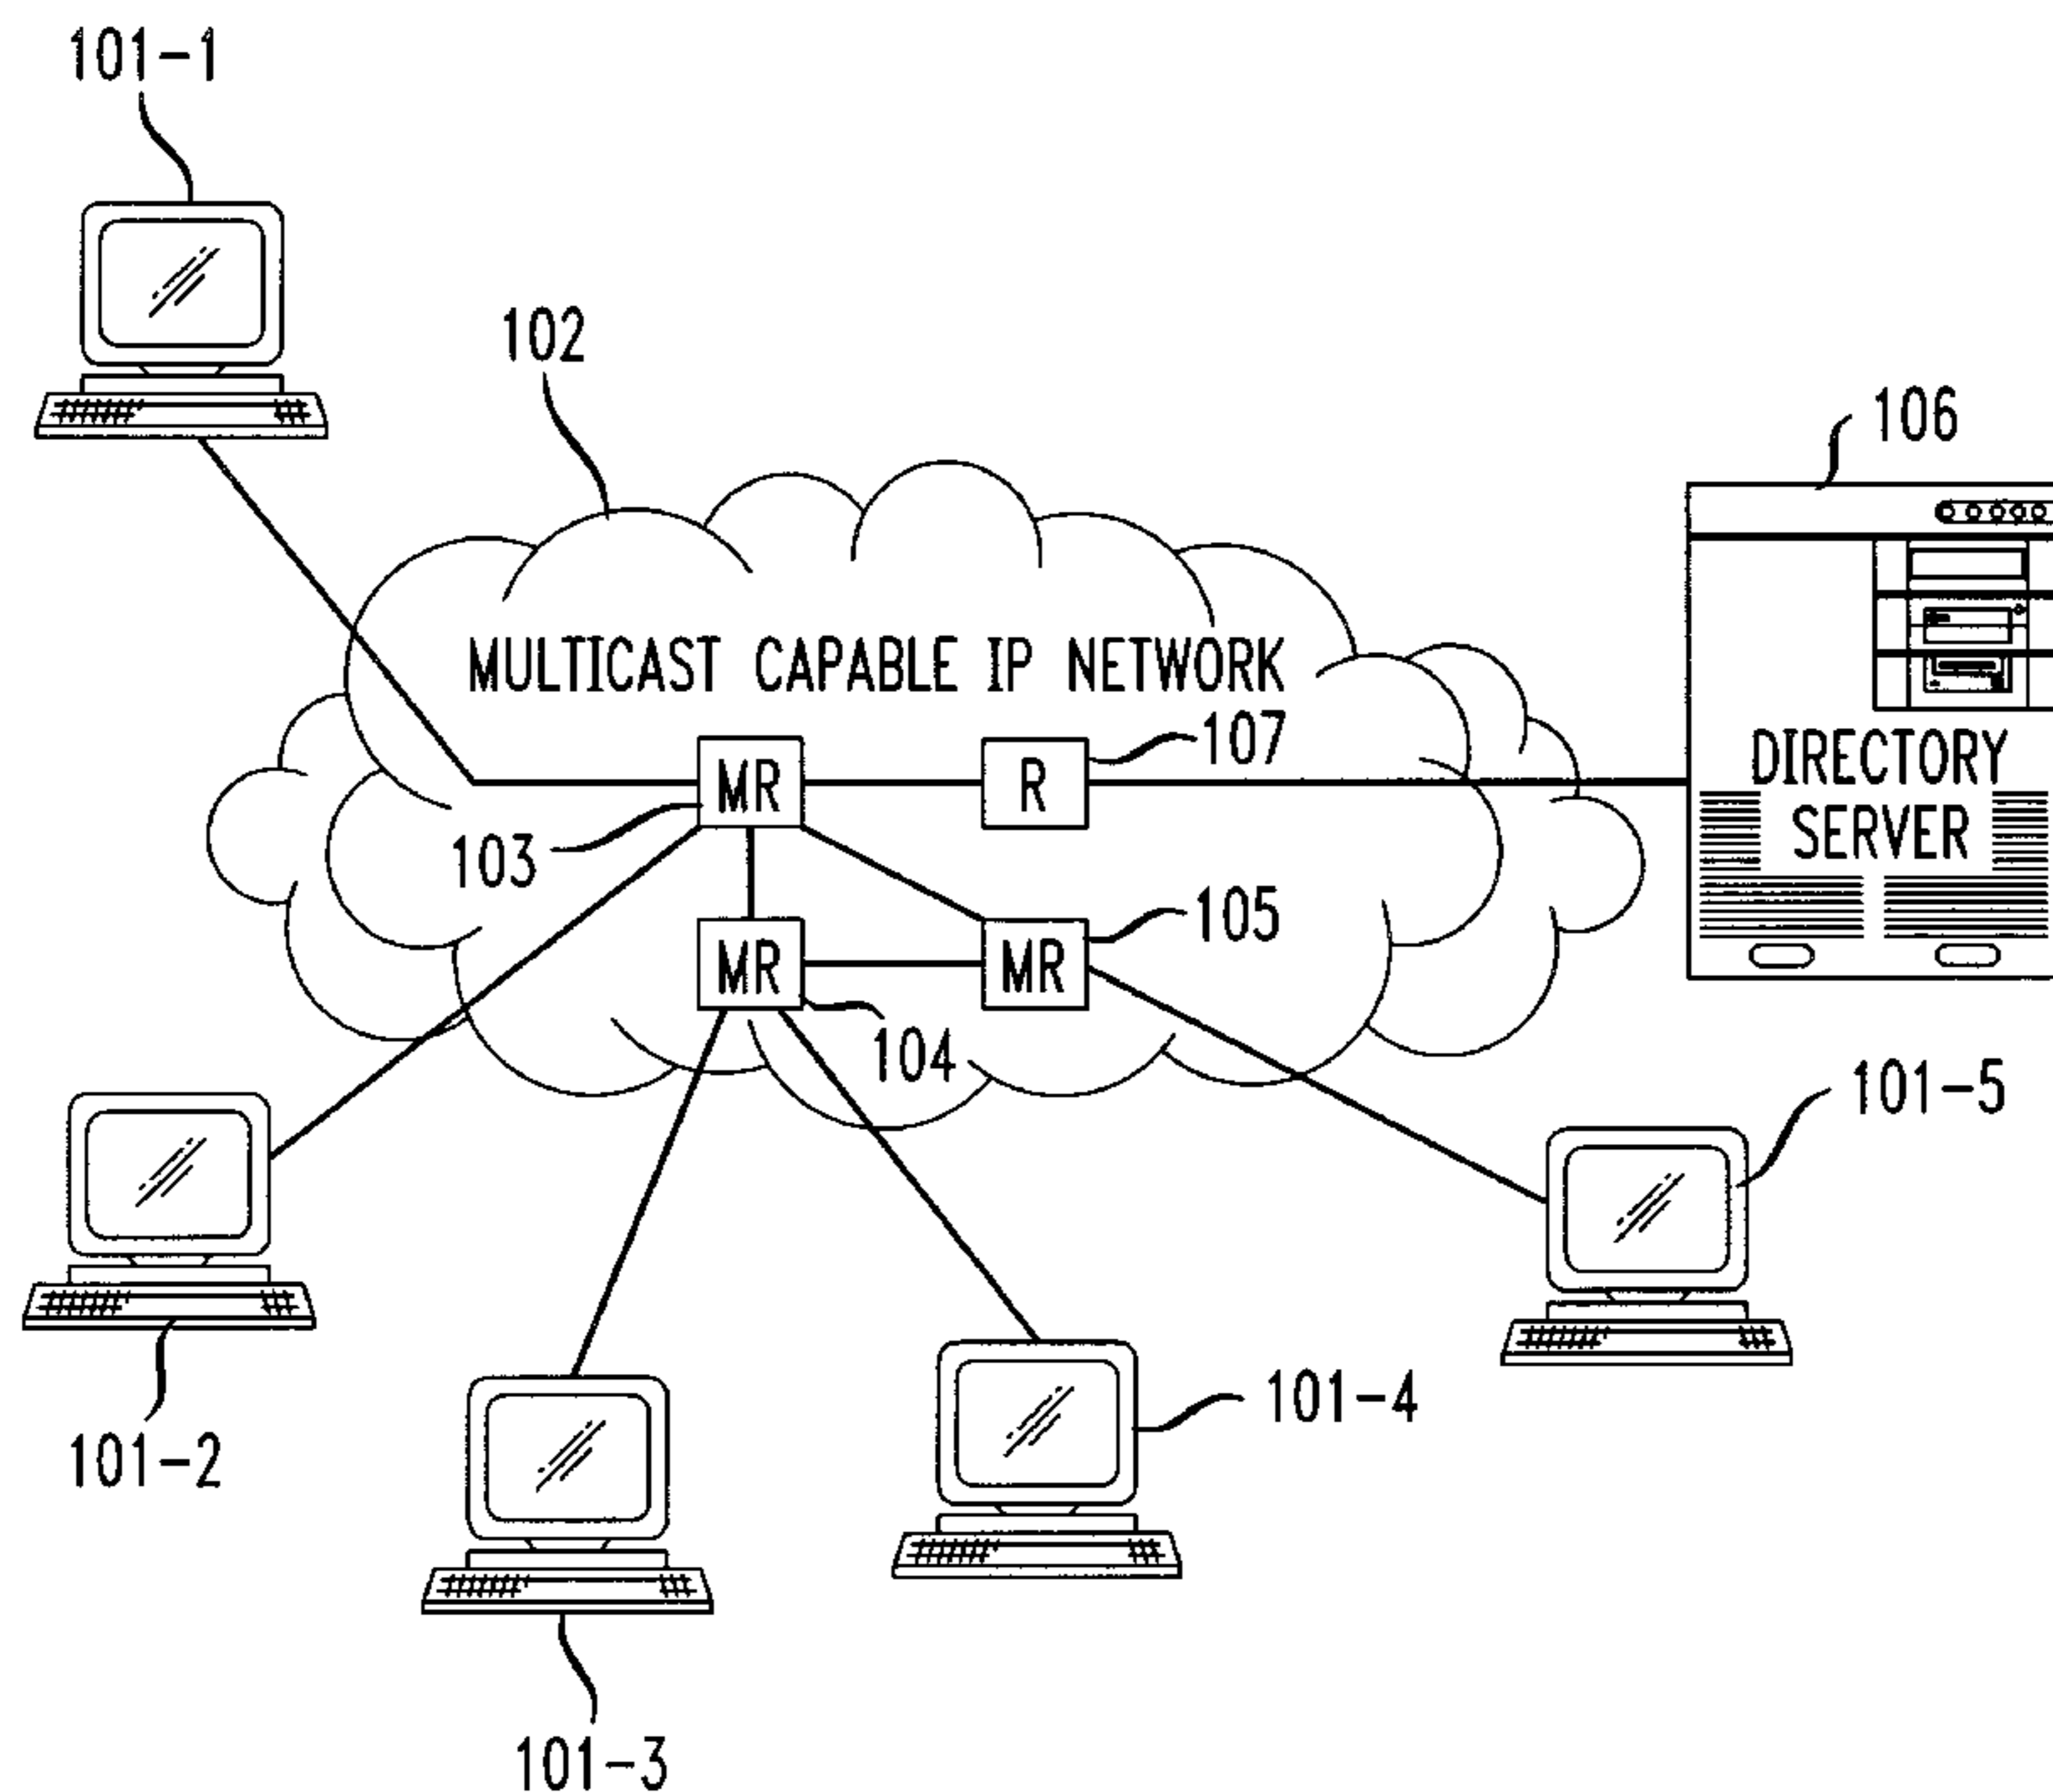 101-1
102
106
MULTICAST CAPABLE IP NETWORK
107
MR
R
DIRECTORY
SERVER
103
105
MR
MR
104
101-5
101-4
101-2
101-3